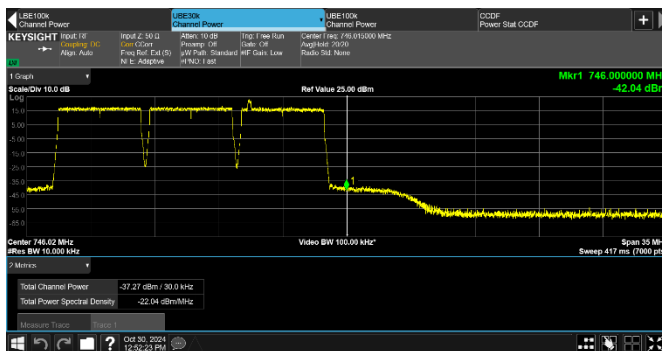 LBE100k
Channel Power
UBE30k
Channel Power
UBE100k
Channel Power
CCDF
Power Stat CCDF
KEYSIGHT
Input: RF
Coupling: DC
Align: Auto
Input Z: 50 Ω
Corr CCorr
Freq Ref: Ext (S)
NFE: Adaptive
Atten: 10 dB
Preamp: Off
µW Path: Standard
#PNO: Fast
Trig: Free Run
Gate: Off
#IF Gain: Low
Center Freq: 746.015000 MHz
Avg|Hold: 20/20
Radio Std: None
1 Graph
Scale/Div 10.0 dB
Ref Value 25.00 dBm
Mkr1 746.000000 MH
-42.04 dBr
Log
15.0
5.00
-5.00
-15.0
-25.0
-35.0
-45.0
-55.0
-65.0
1
Center 746.02 MHz
#Res BW 10.000 kHz
Video BW 100.00 kHz*
Span 35 MH
Sweep 417 ms (7000 pts
2 Metrics
Total Channel Power
-37.27 dBm / 30.0 kHz
Total Power Spectral Density
-22.04 dBm/MHz
Measure Trace
Trace 1
Oct 30, 2024
12:52:23 PM